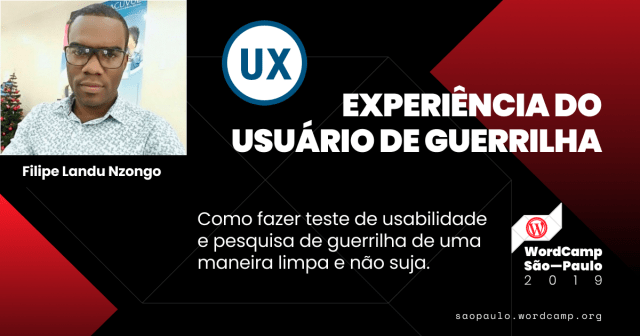 UX
EXPERIÊNCIA DO
USUÁRIO DE GUERRILHA
Filipe Landu Nzongo
Como fazer teste de usabilidade
e pesquisa de guerrilha de uma
maneira limpa e não suja.
WordCamp
São—Paulo
2019
saopaulo.wordcamp.org